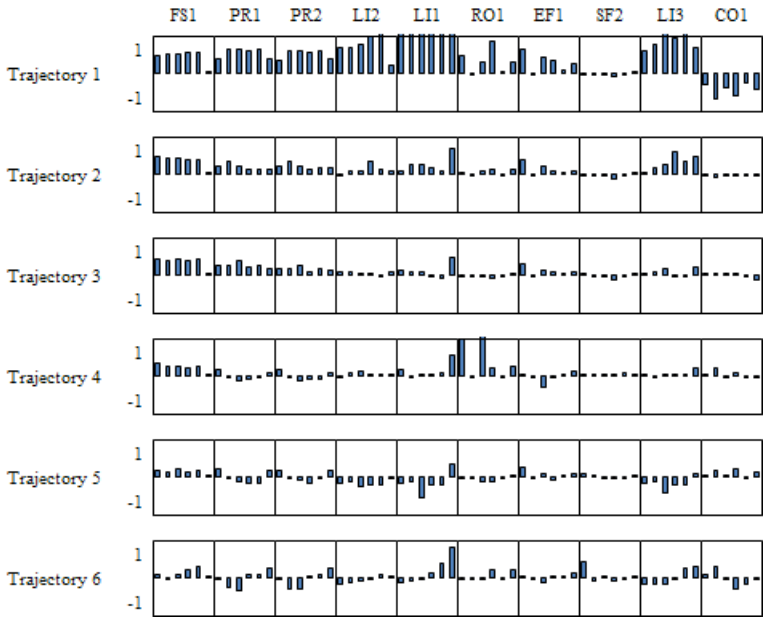 FS1 PR1 PR2 LI2 LI1 RO1 EF1 SF2 LI3 CO1
1
Trajectory 1
-1
1
Trajectory 2
-1
1
Trajectory 3
-1
1
Trajectory 4
-1
1
Trajectory 5
-1
1
Trajectory 6
-1